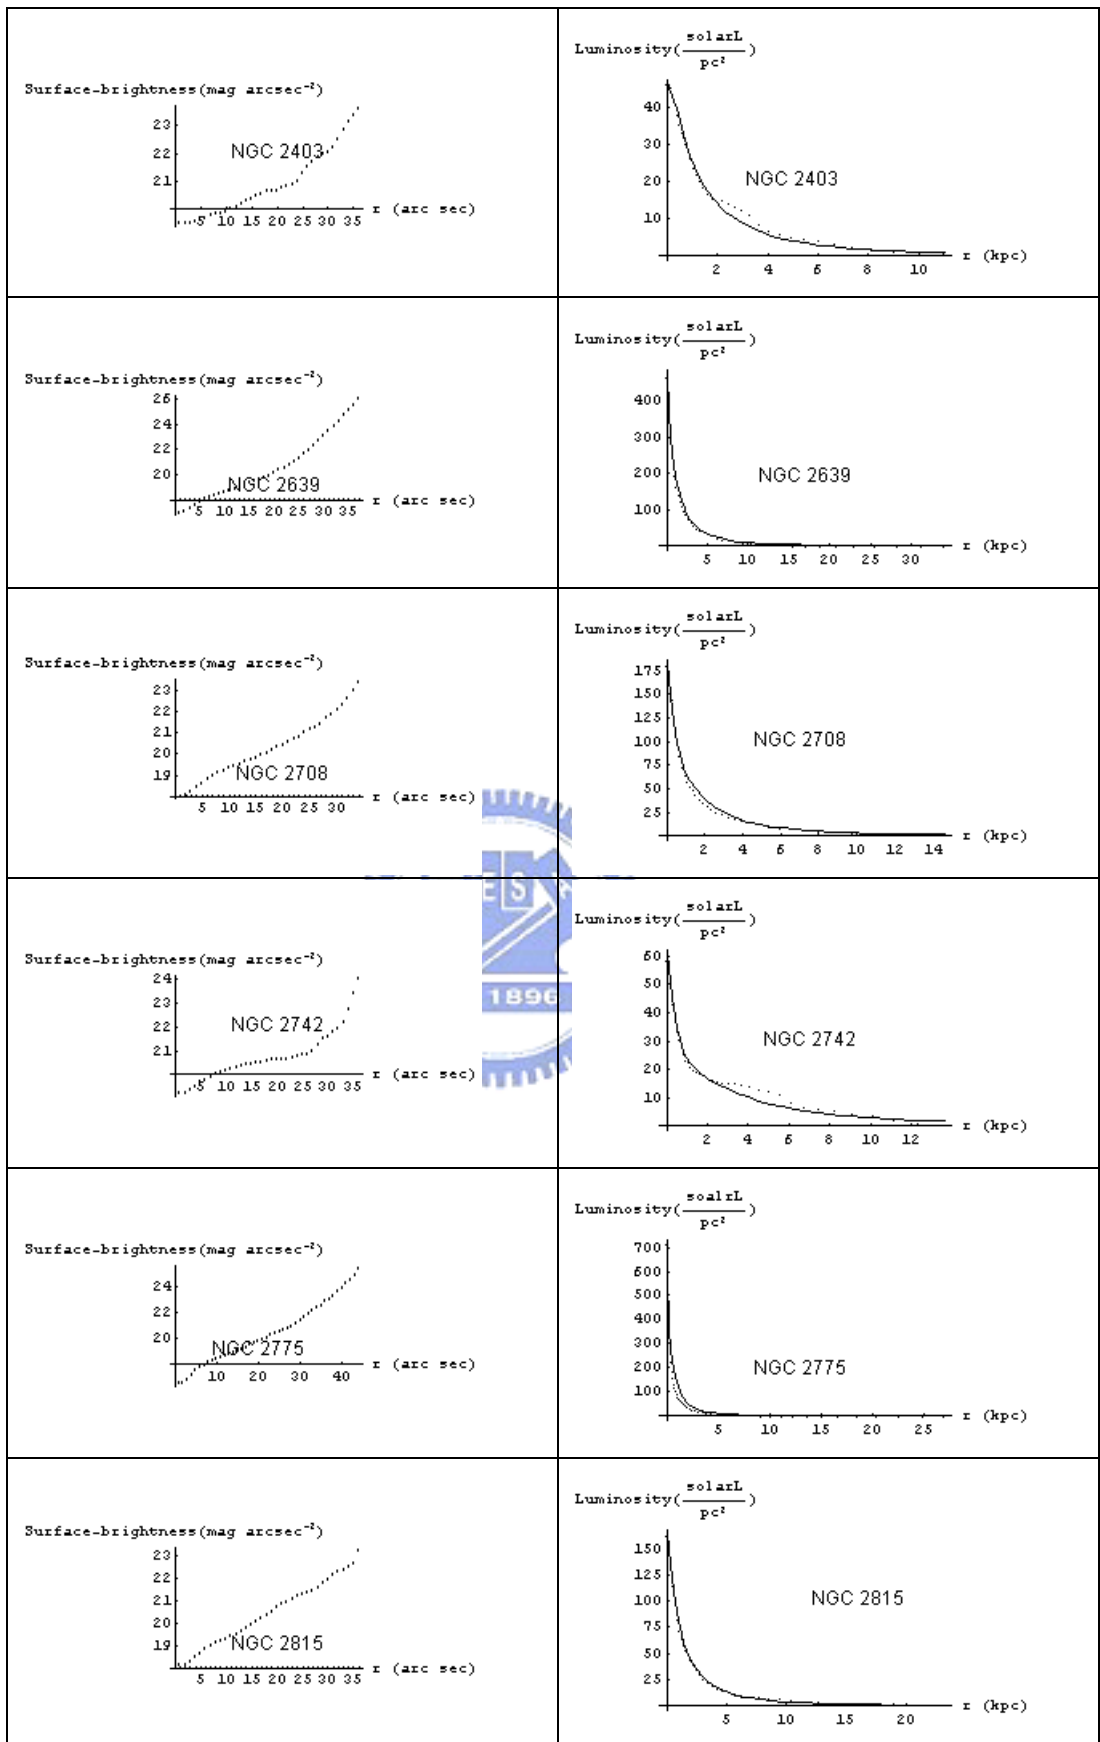 Surface-brightness(mag arcsec⁻²)
23
22
21
NGC 2403
5 10 15 20 25 30 35
r (arc sec)
Luminosity(solarL/pc²)
40
30
20
10
NGC 2403
2 4 6 8 10
r (kpc)
Surface-brightness(mag arcsec⁻²)
26
24
22
20
NGC 2639
5 10 15 20 25 30 35
r (arc sec)
Luminosity(solarL/pc²)
400
300
200
100
NGC 2639
5 10 15 20 25 30
r (kpc)
Surface-brightness(mag arcsec⁻²)
23
22
21
20
19
NGC 2708
5 10 15 20 25 30
r (arc sec)
Luminosity(solarL/pc²)
175
150
125
100
75
50
25
NGC 2708
2 4 6 8 10 12 14
r (kpc)
Surface-brightness(mag arcsec⁻²)
24
23
22
21
NGC 2742
5 10 15 20 25 30 35
r (arc sec)
ES A
1896
Luminosity(solarL/pc²)
60
50
40
30
20
10
NGC 2742
2 4 6 8 10 12
r (kpc)
Surface-brightness(mag arcsec⁻²)
24
22
20
NGC 2775
10 20 30 40
r (arc sec)
Luminosity(soalrL/pc²)
700
600
500
400
300
200
100
NGC 2775
5 10 15 20 25
r (kpc)
Surface-brightness(mag arcsec⁻²)
23
22
21
20
19
NGC 2815
5 10 15 20 25 30 35
r (arc sec)
Luminosity(solarL/pc²)
150
125
100
75
50
25
NGC 2815
5 10 15 20
r (kpc)